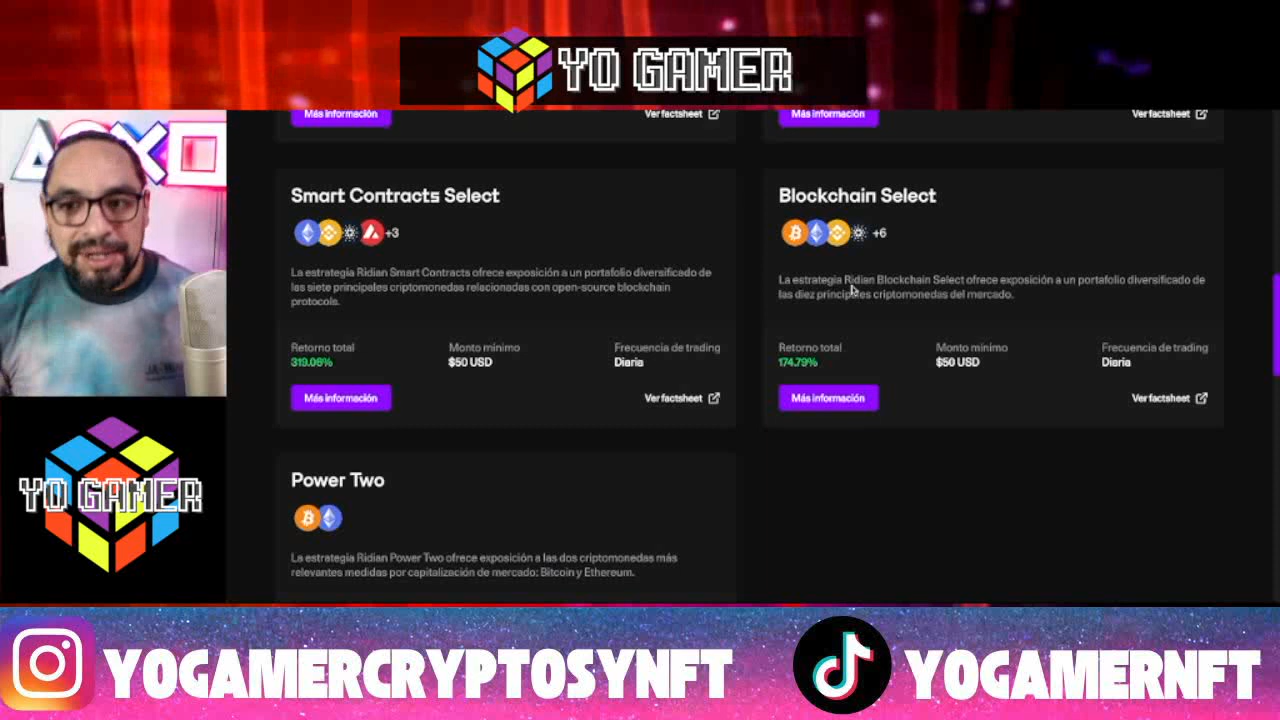 YO GAMER
Más información
Ver factsheet
Más información
Ver factsheet
Smart Contracts Select
+3
La estrategia Ridian Smart Contracts ofrece exposición a un portafolio diversificado de
las siete principales criptomonedas relacionadas con open-source blockchain
protocols.
Retorno total
Monto mínimo
Frecuencia de trading
319.06%
$50 USD
Diaria
Más información
Ver factsheet
Blockchain Select
+6
La estrategia Ridian Blockchain Select ofrece exposición a un portafolio diversificado de
las diez principales criptomonedas del mercado.
Retorno total
Monto mínimo
Frecuencia de trading
174.79%
$50 USD
Diaria
Más información
Ver factsheet
Power Two
La estrategia Ridian Power Two ofrece exposición a las dos criptomonedas más
relevantes medidas por capitalización de mercado: Bitcoin y Ethereum.
YO GAMER
YOGAMERCRYPTOSYNFT
YOGAMERNFT